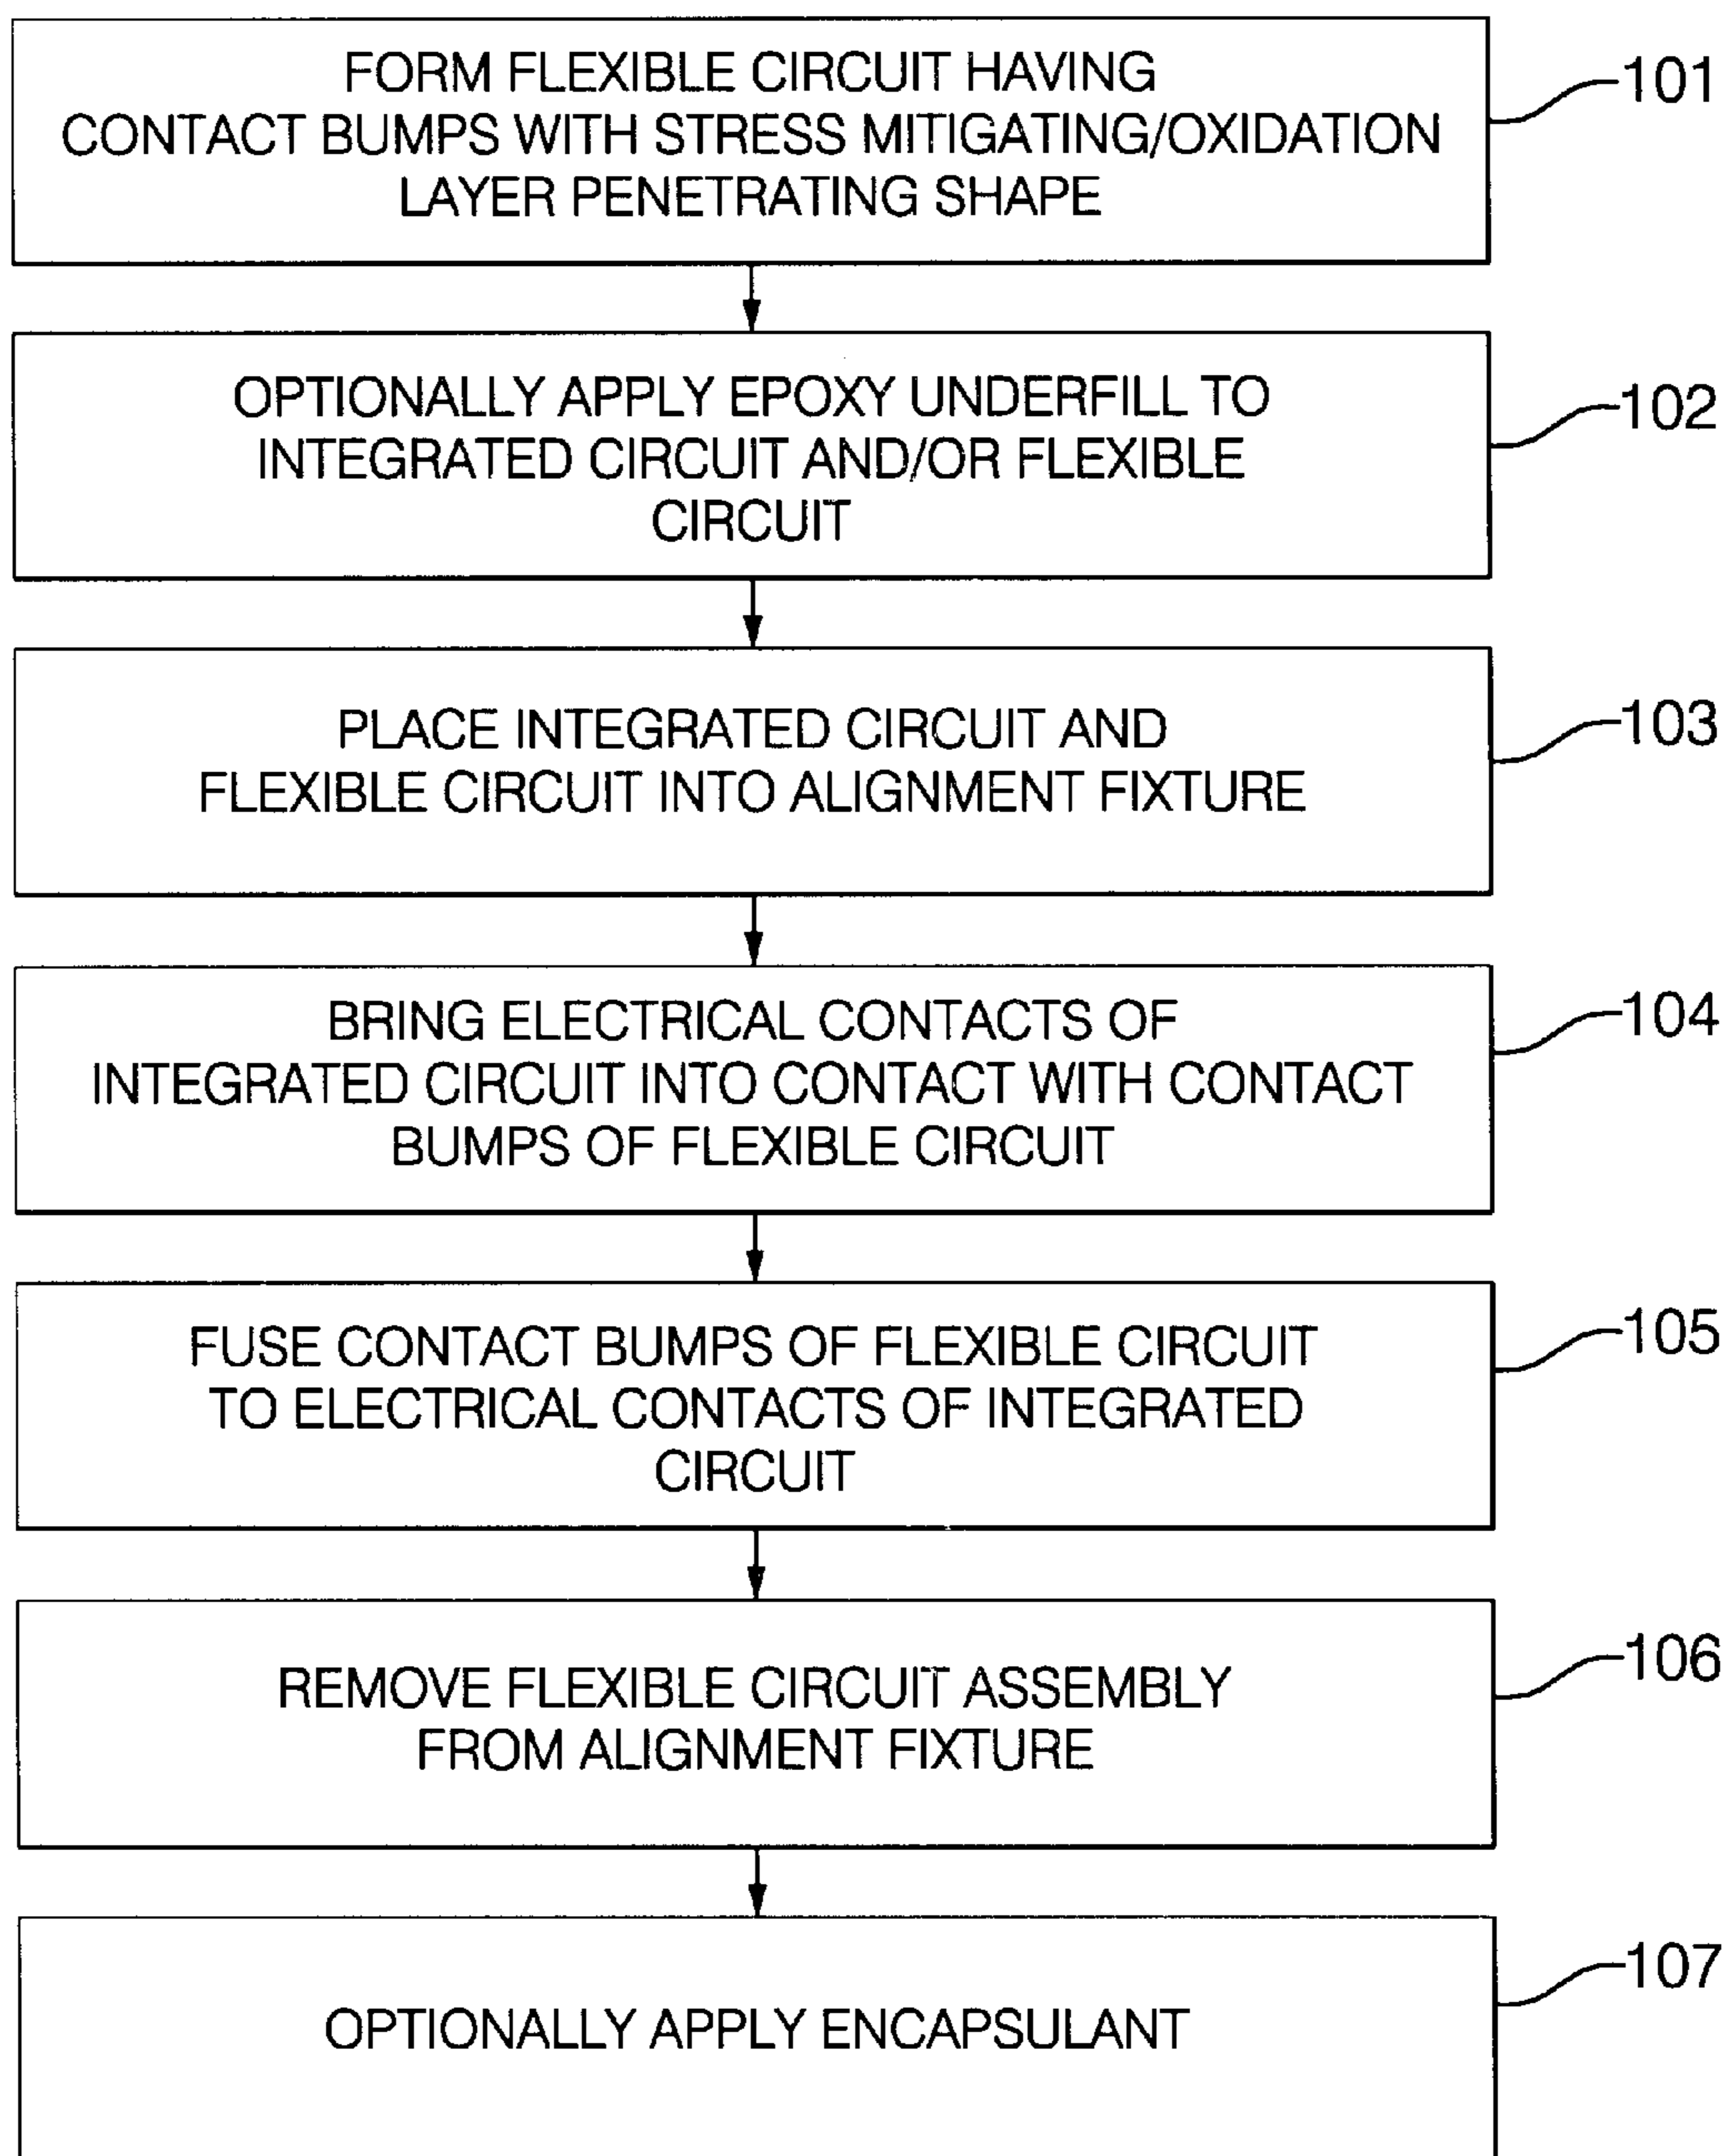 FORM FLEXIBLE CIRCUIT HAVING
CONTACT BUMPS WITH STRESS MITIGATING/OXIDATION
LAYER PENETRATING SHAPE
101
OPTIONALLY APPLY EPOXY UNDERFILL TO
INTEGRATED CIRCUIT AND/OR FLEXIBLE
CIRCUIT
102
PLACE INTEGRATED CIRCUIT AND
FLEXIBLE CIRCUIT INTO ALIGNMENT FIXTURE
103
BRING ELECTRICAL CONTACTS OF
INTEGRATED CIRCUIT INTO CONTACT WITH CONTACT
BUMPS OF FLEXIBLE CIRCUIT
104
FUSE CONTACT BUMPS OF FLEXIBLE CIRCUIT
TO ELECTRICAL CONTACTS OF INTEGRATED
CIRCUIT
105
REMOVE FLEXIBLE CIRCUIT ASSEMBLY
FROM ALIGNMENT FIXTURE
106
OPTIONALLY APPLY ENCAPSULANT
107